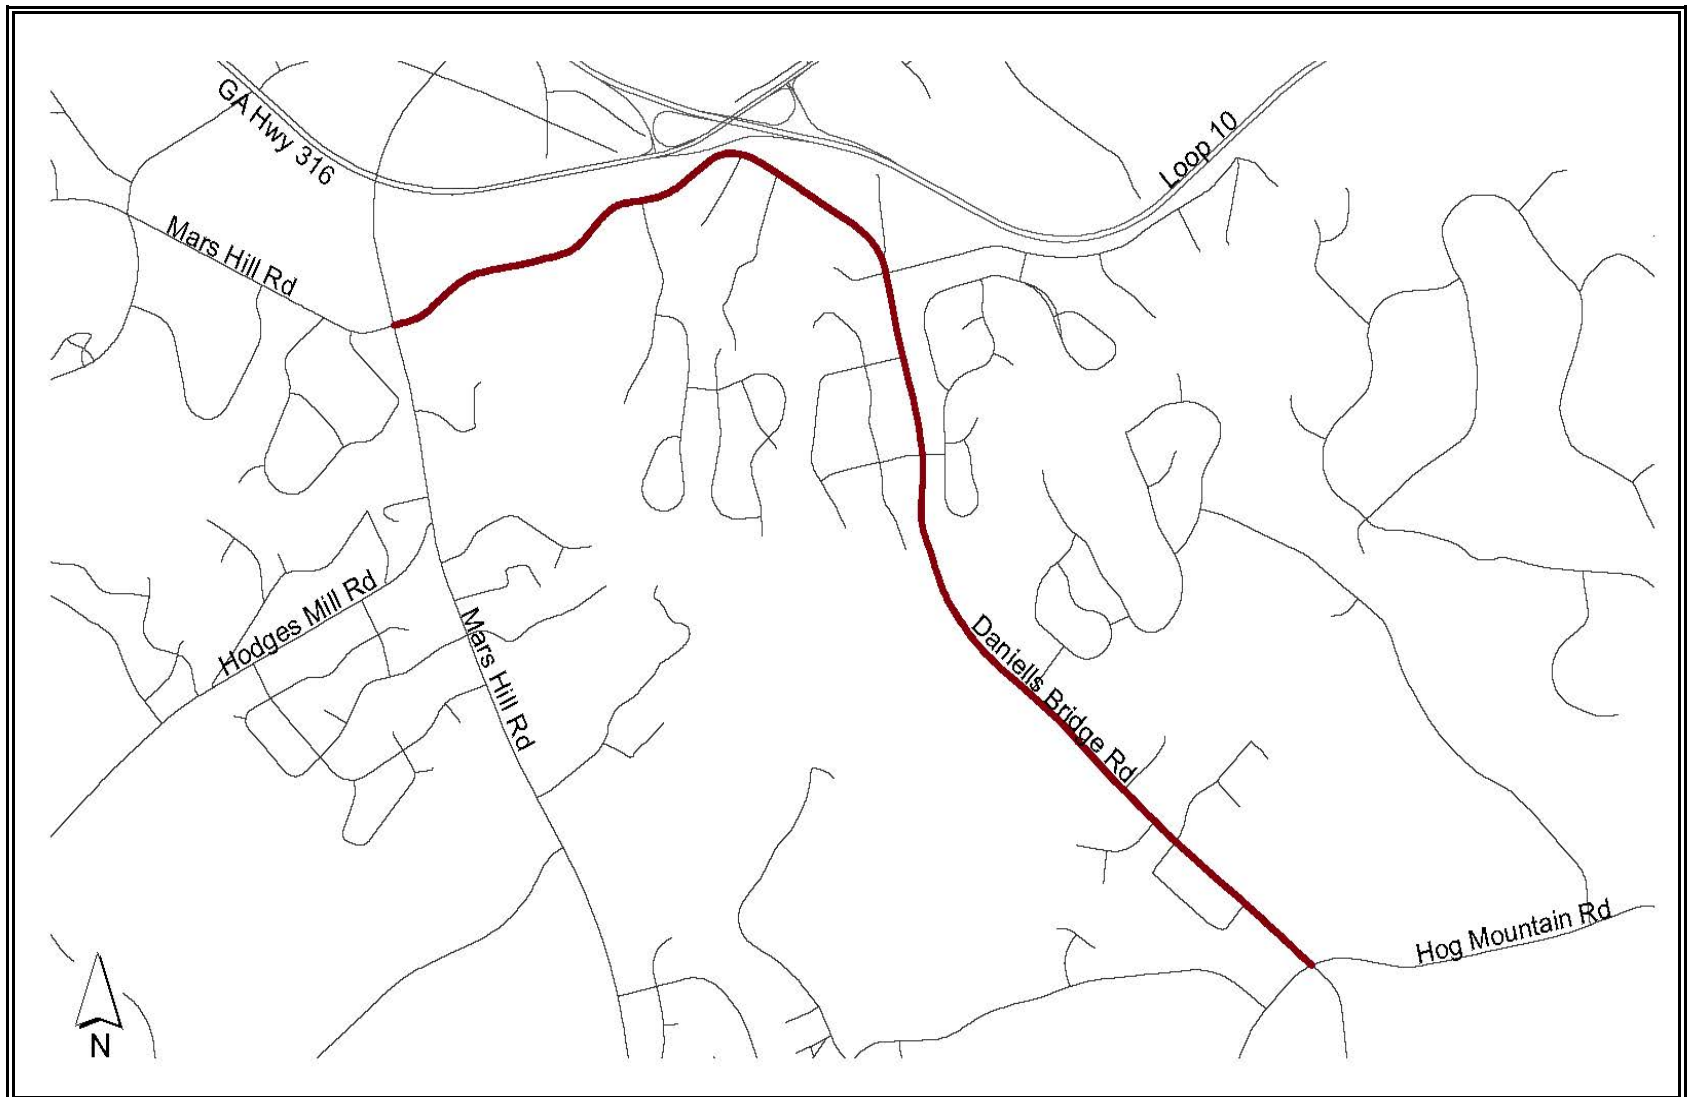 GA Hwy 316
Loop 10
Mars Hill Rd
Hodges Mill Rd
Mars Hill Rd
Daniells Bridge Rd
Hog Mountain Rd
N